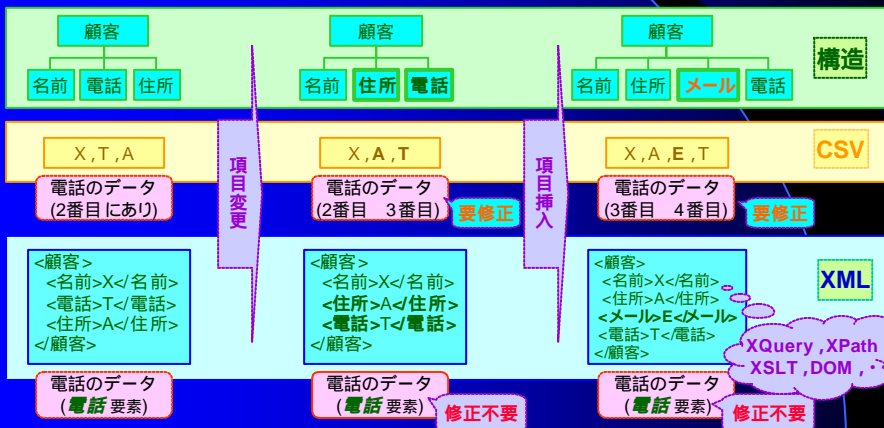 顧客
名前 電話 住所
顧客
名前 住所 電話
顧客
名前 住所 メール 電話
構造
X , T , A
電話のデータ
(2番目にあり)
項目変更
X , A , T
電話のデータ
(2番目　3番目)
要修正
項目挿入
X , A , E , T
電話のデータ
(3番目　4番目)
要修正
CSV
<顧客>
<名前>X</名前>
<電話>T</電話>
<住所>A</住所>
</顧客>
電話のデータ
(電話 要素)
<顧客>
<名前>X</名前>
<住所>A</住所>
<電話>T</電話>
</顧客>
電話のデータ
(電話 要素)
修正不要
<顧客>
<名前>X</名前>
<住所>A</住所>
<メール>E</メール>
<電話>T</電話>
</顧客>
電話のデータ
(電話 要素)
修正不要
XML
XQuery , XPath
XSLT , DOM , ・